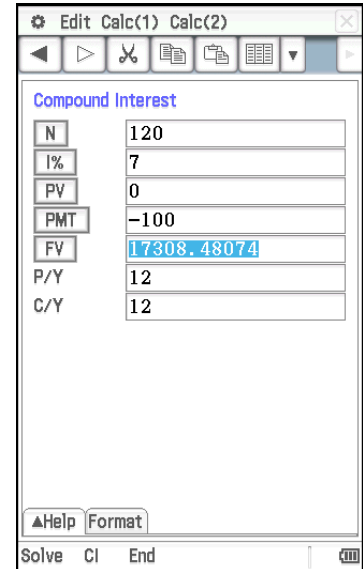 Edit Calc(1) Calc(2)
Compound Interest
N 120
I% 7
PV 0
PMT -100
FV 17308.48074
P/Y 12
C/Y 12
▲Help Format
Solve CI End